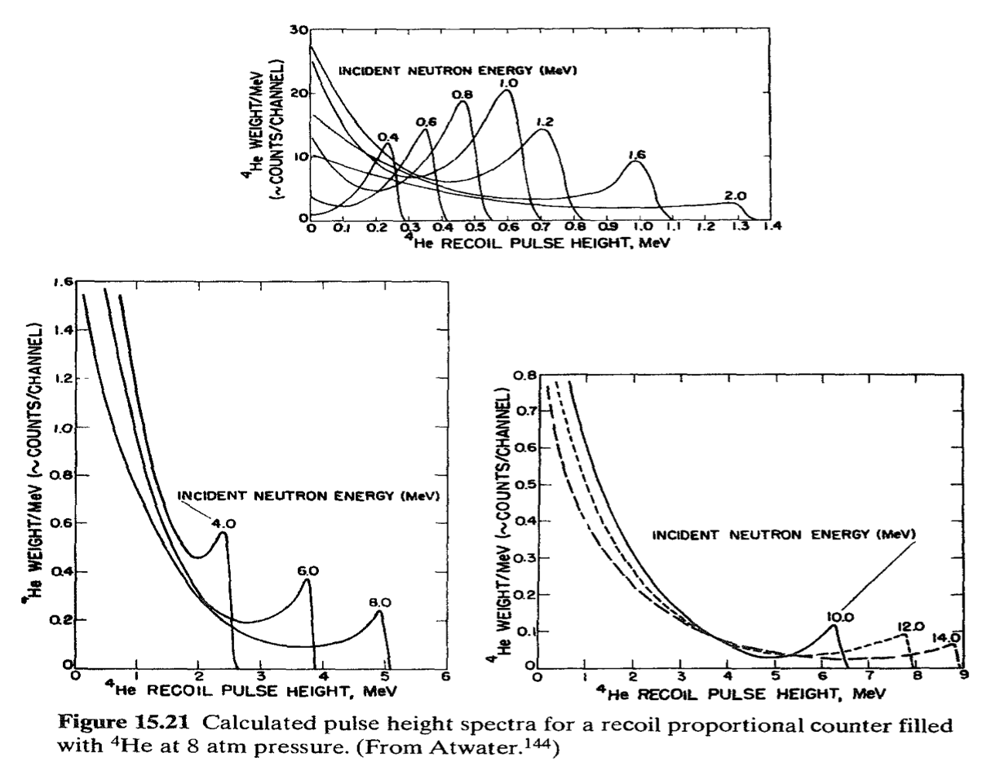 30
20
10
0
⁴He WEIGHT/MeV
(~COUNTS/CHANNEL)
INCIDENT NEUTRON ENERGY (MeV)
0.4
0.6
0.8
1.0
1.2
1.6
2.0
0 0.1 0.2 0.3 0.4 0.5 0.6 0.7 0.8 0.9 1.0 1.1 1.2 1.3 1.4
⁴He RECOIL PULSE HEIGHT, MeV
1.6
1.4
1.2
1.0
0.8
0.6
0.4
0.2
0
⁴He WEIGHT/MeV (~COUNTS/CHANNEL)
INCIDENT NEUTRON ENERGY (MeV)
4.0
6.0
8.0
0 1 2 3 4 5 6
⁴He RECOIL PULSE HEIGHT, MeV
0.8
0.7
0.6
0.5
0.4
0.3
0.2
0.1
0
⁴He WEIGHT/MeV (~COUNTS/CHANNEL)
INCIDENT NEUTRON ENERGY (MeV)
10.0
12.0
14.0
0 1 2 3 4 5 6 7 8 9
⁴He RECOIL PULSE HEIGHT, MeV
Figure 15.21 Calculated pulse height spectra for a recoil proportional counter filled
with ⁴He at 8 atm pressure. (From Atwater.¹⁴⁴)